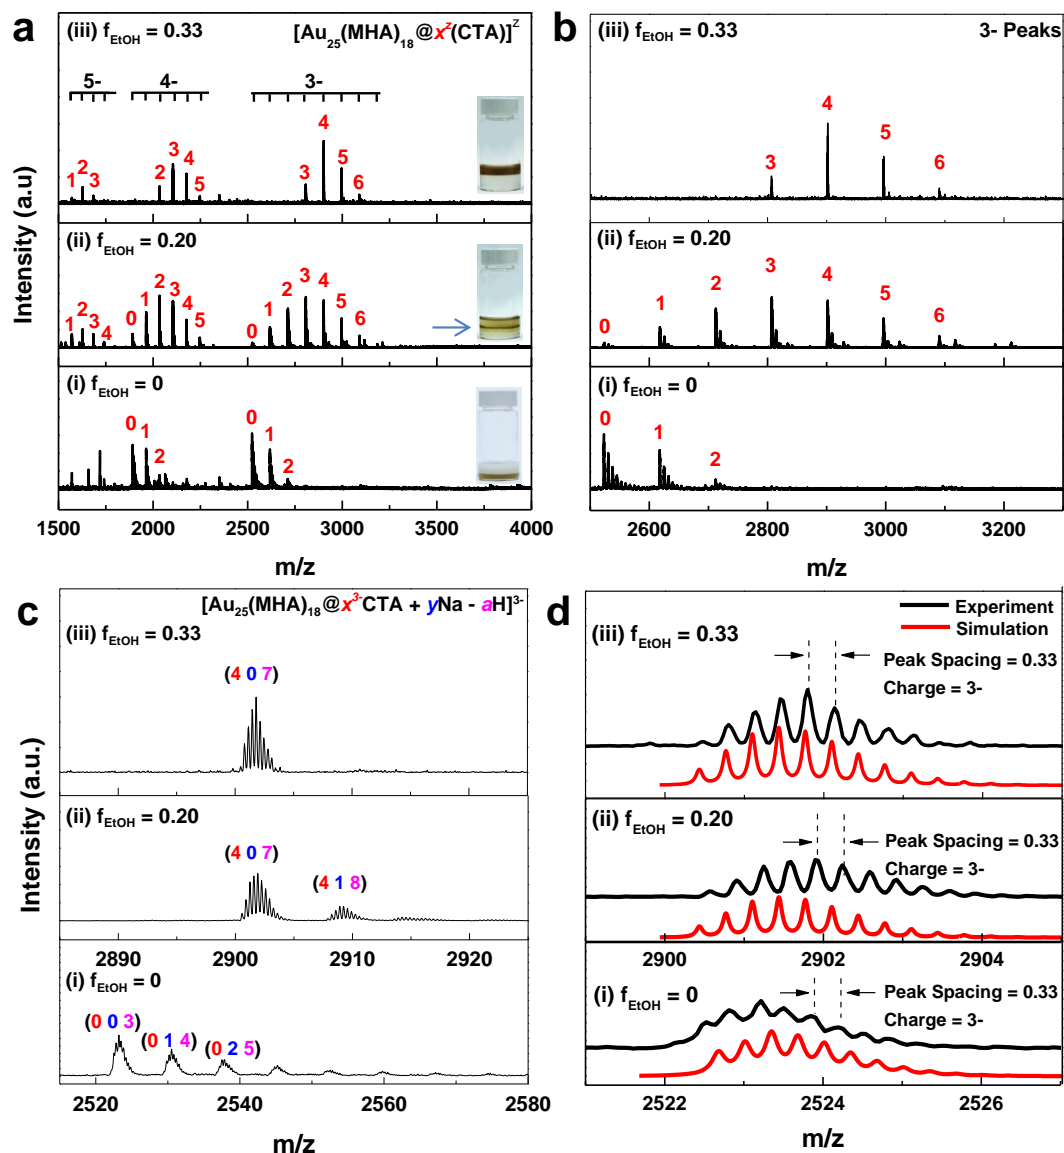 a
(iii) fEtOH = 0.33
[Au25(MHA)18@xz(CTA)]Z
5-
4-
3-
1
2
3
2
3
4
5
3
4
5
6
(ii) fEtOH = 0.20
1
2
3
4
0
1
2
3
4
5
0
1
2
3
4
5
6
(i) fEtOH = 0
0
1
2
0
1
2
1500 2000 2500 3000 3500 4000
m/z
Intensity (a.u)
b
(iii) fEtOH = 0.33
3- Peaks
3
4
5
6
(ii) fEtOH = 0.20
0
1
2
3
4
5
6
(i) fEtOH = 0
0
1
2
2600 2800 3000 3200
m/z
c
[Au25(MHA)18@x3-CTA + yNa - aH]3-
(iii) fEtOH = 0.33
(4 0 7)
(ii) fEtOH = 0.20
(4 0 7)
(4 1 8)
2890 2900 2910 2920
(i) fEtOH = 0
(0 0 3)
(0 1 4)
(0 2 5)
2520 2540 2560 2580
m/z
Intensity (a.u.)
d
Experiment
Simulation
(iii) fEtOH = 0.33
Peak Spacing = 0.33
Charge = 3-
(ii) fEtOH = 0.20
Peak Spacing = 0.33
Charge = 3-
2900 2902 2904
(i) fEtOH = 0
Peak Spacing = 0.33
Charge = 3-
2522 2524 2526
m/z